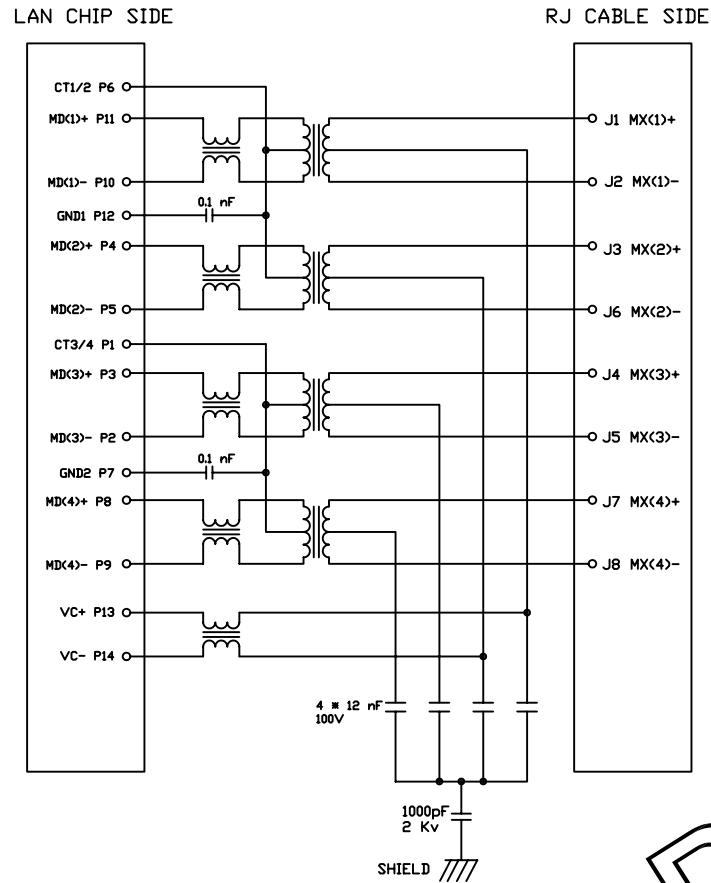 LAN CHIP SIDE
RJ CABLE SIDE
CT1/2 P6
MD(1)+ P11
J1 MX(1)+
MD(1)- P10
J2 MX(1)-
0.1 nF
GND1 P12
MD(2)+ P4
J3 MX(2)+
MD(2)- P5
J6 MX(2)-
CT3/4 P1
MD(3)+ P3
J4 MX(3)+
MD(3)- P2
J5 MX(3)-
0.1 nF
GND2 P7
MD(4)+ P8
J7 MX(4)+
MD(4)- P9
J8 MX(4)-
VC+ P13
VC- P14
4 * 12 nF
100V
1000pF
2 Kv
SHIELD